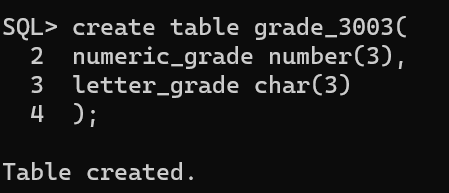 SQL> create table grade_3003(
  2  numeric_grade number(3),
  3  letter_grade char(3)
  4  );
Table created.